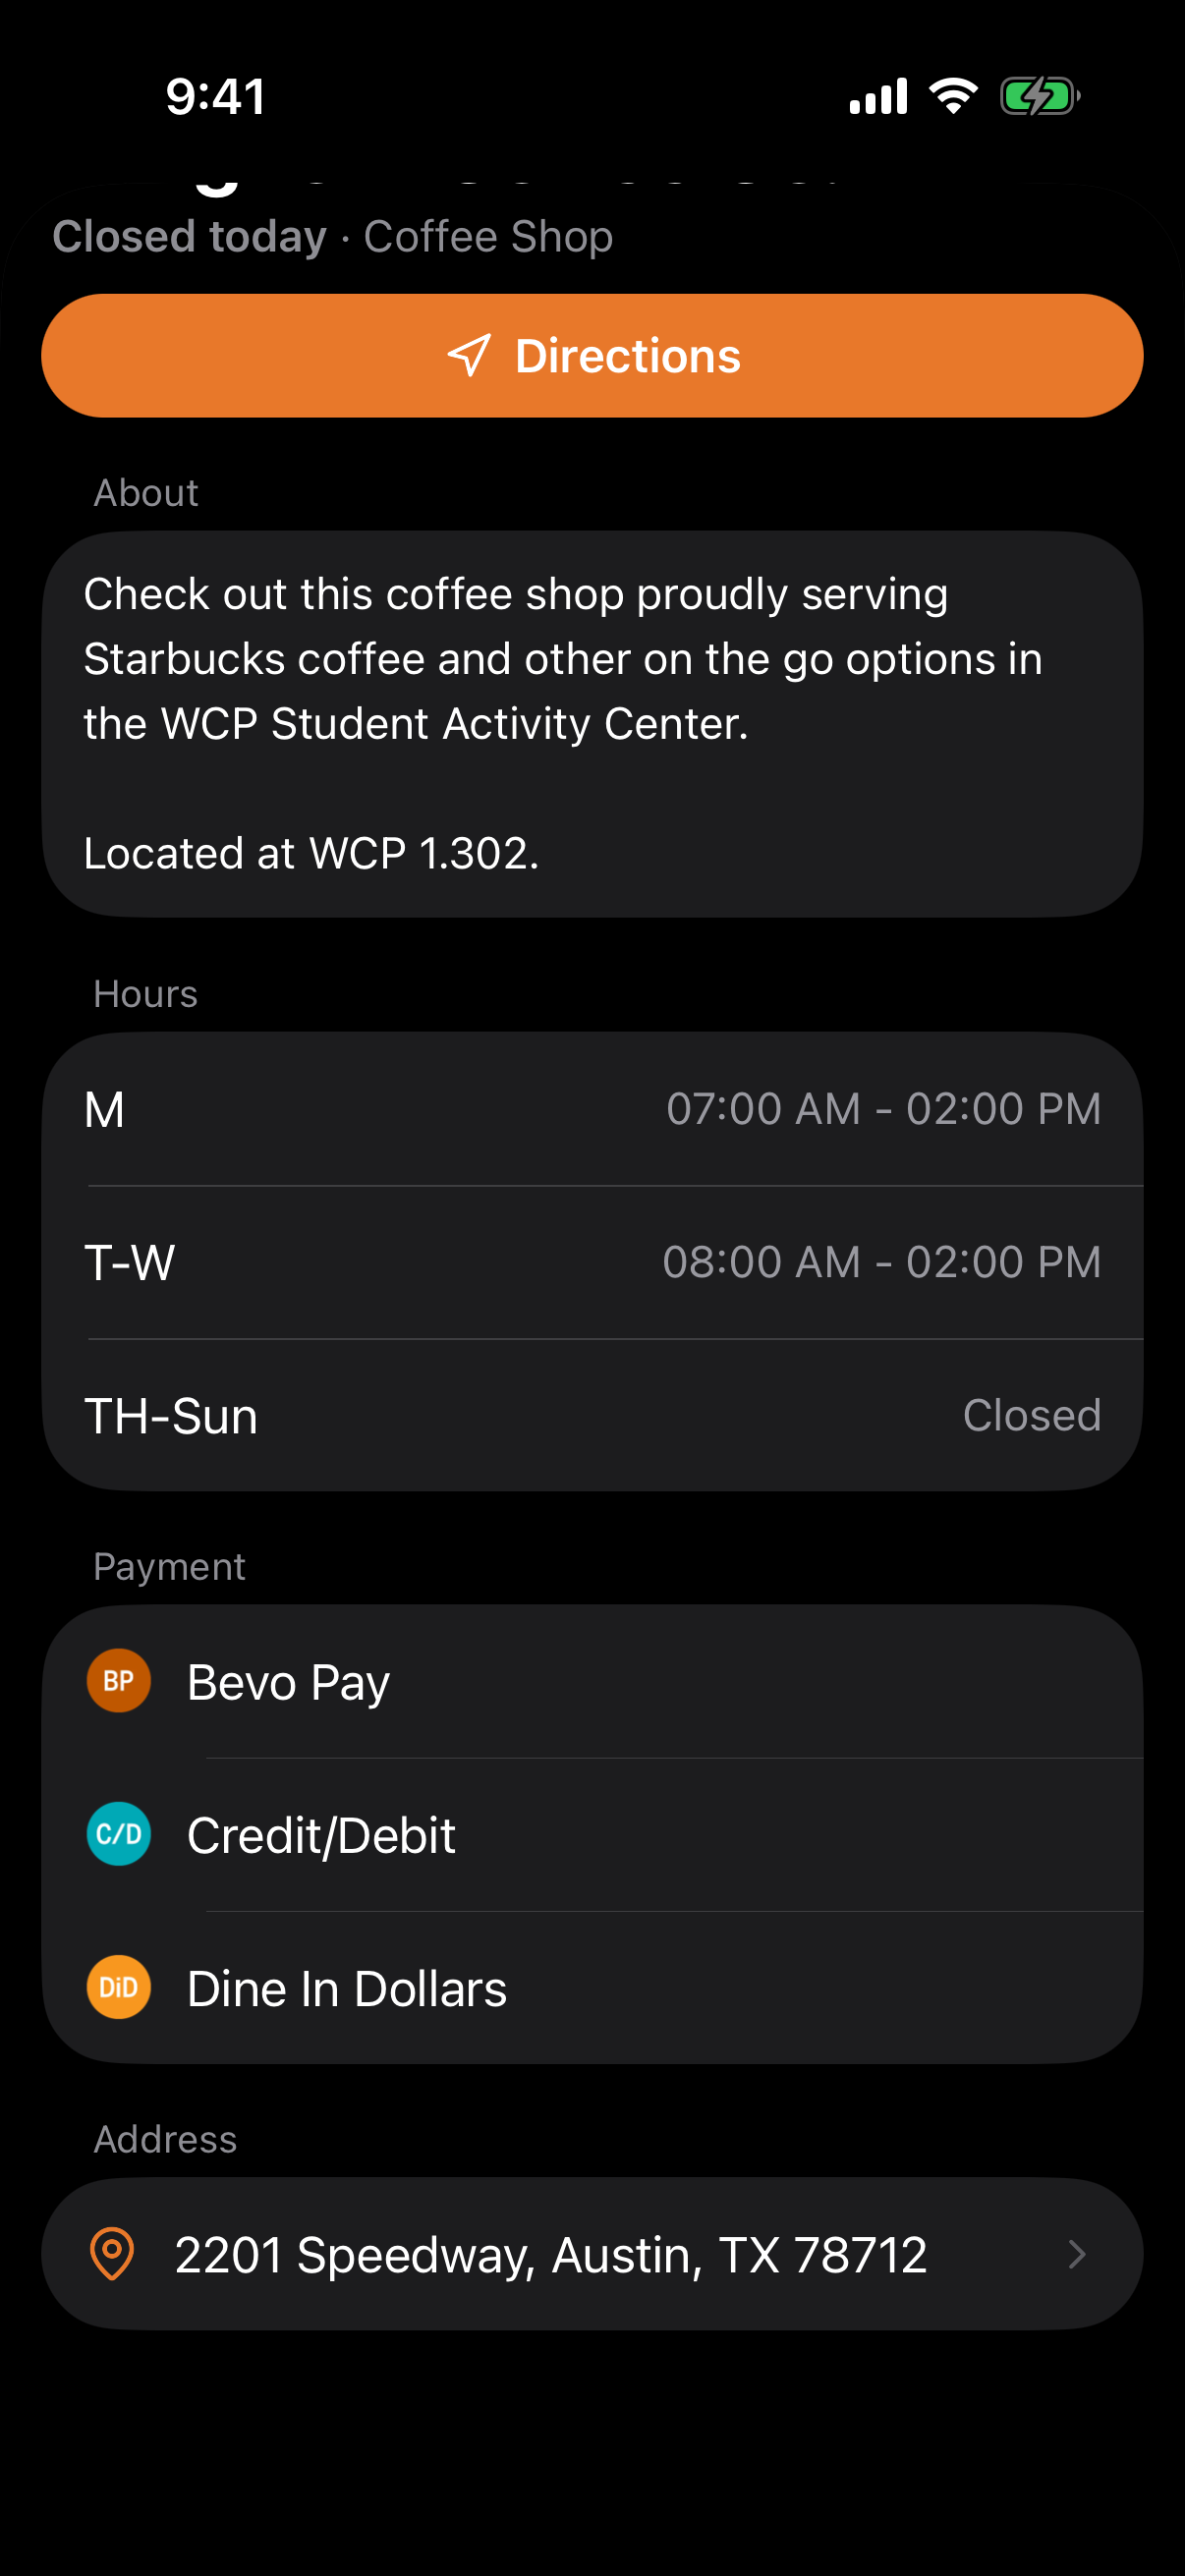 9:41
Closed today · Coffee Shop
Directions
About
Check out this coffee shop proudly serving
Starbucks coffee and other on the go options in
the WCP Student Activity Center.
Located at WCP 1.302.
Hours
M 07:00 AM - 02:00 PM
T-W 08:00 AM - 02:00 PM
TH-Sun Closed
Payment
BP Bevo Pay
C/D Credit/Debit
DiD Dine In Dollars
Address
2201 Speedway, Austin, TX 78712